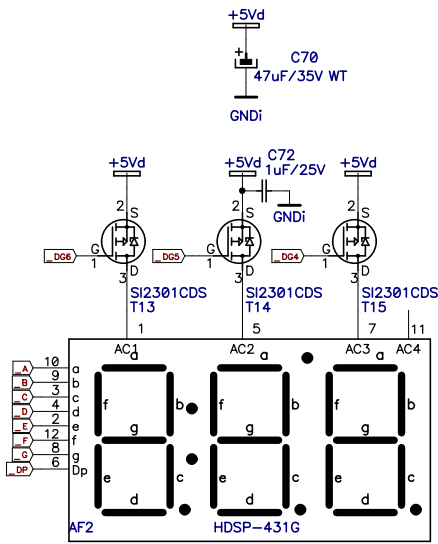 +5Vd
+
C70
47uF/35V WT
GNDi
+5Vd
+5Vd
C72
1uF/25V
+5Vd
GNDi
2
S
2
S
2
S
_DG6
G
1
_DG5
G
1
_DG4
G
1
3
D
3
D
3
D
SI2301CDS
T13
SI2301CDS
T14
SI2301CDS
T15
1
5
7
11
AC1
AC2
AC3
AC4
_A
10
a
_B
9
b
_C
3
c
_D
4
d
_E
2
e
_F
12
f
_G
8
g
_DP
6
Dp
a
a
a
f
b
f
b
f
b
g
g
g
e
c
e
c
e
c
d
d
d
AF2
HDSP-431G